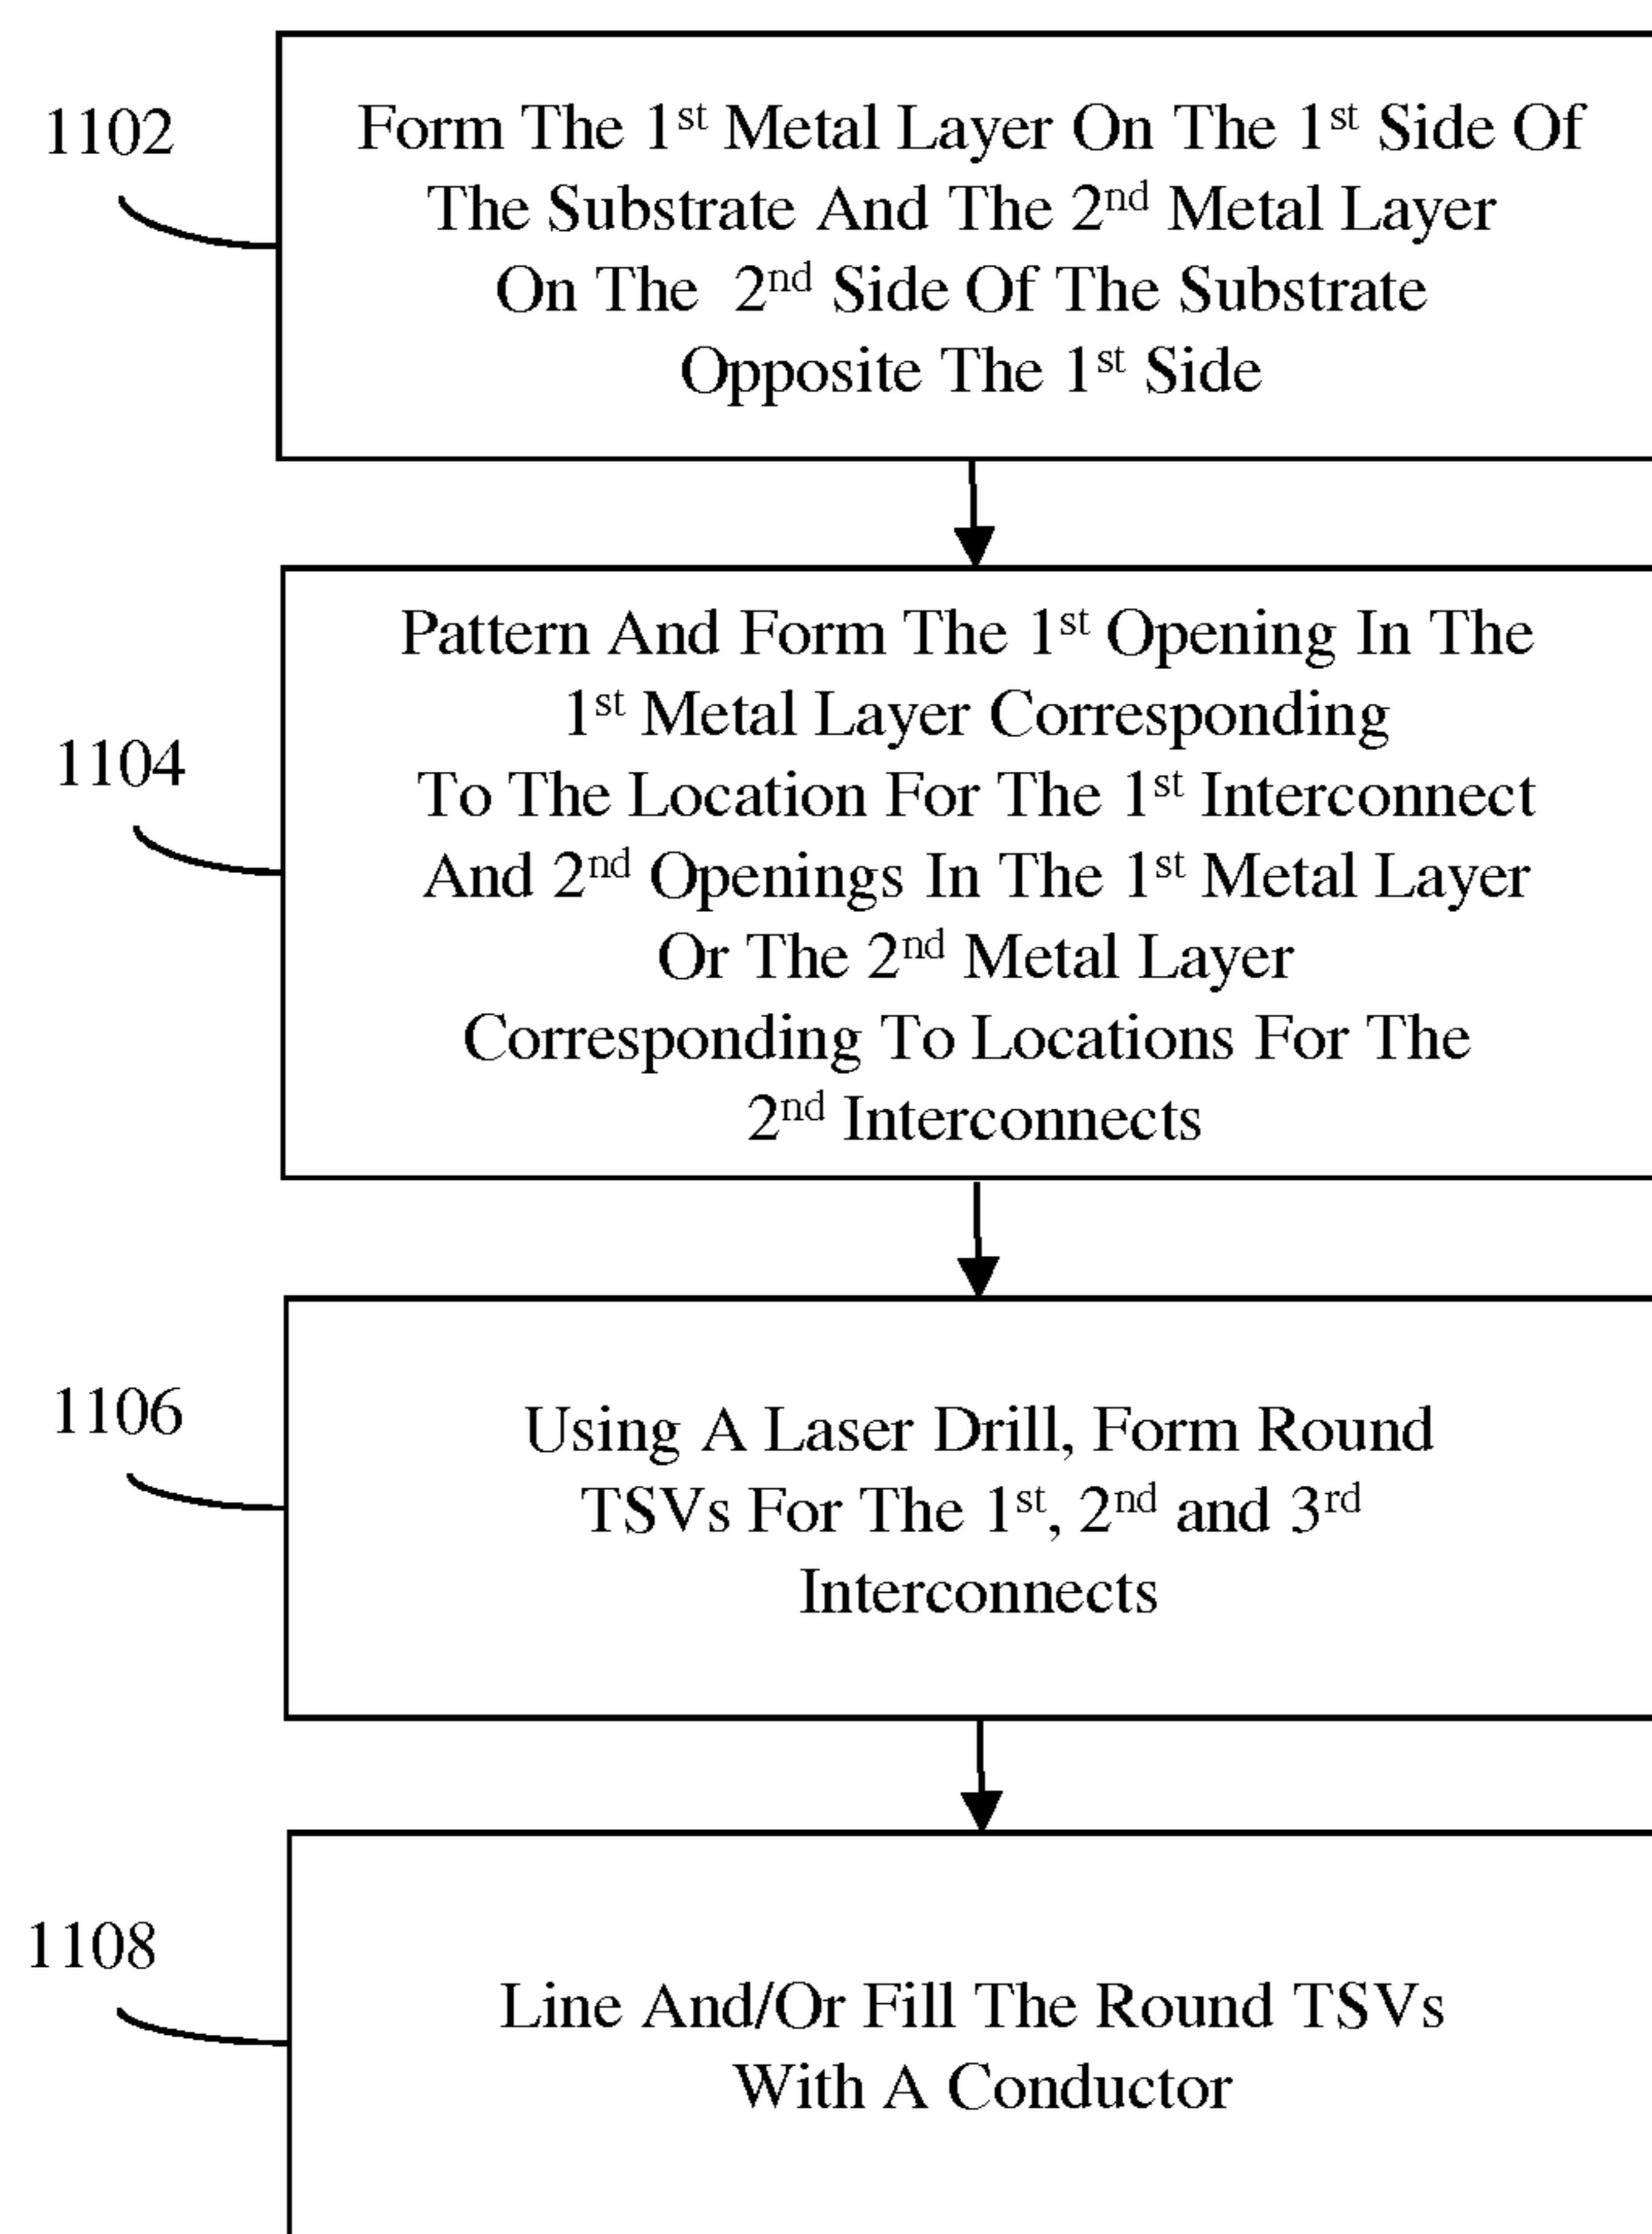 1102
Form The 1st Metal Layer On The 1st Side Of
The Substrate And The 2nd Metal Layer
On The 2nd Side Of The Substrate
Opposite The 1st Side
1104
Pattern And Form The 1st Opening In The
1st Metal Layer Corresponding
To The Location For The 1st Interconnect
And 2nd Openings In The 1st Metal Layer
Or The 2nd Metal Layer
Corresponding To Locations For The
2nd Interconnects
1106
Using A Laser Drill, Form Round
TSVs For The 1st, 2nd and 3rd
Interconnects
1108
Line And/Or Fill The Round TSVs
With A Conductor